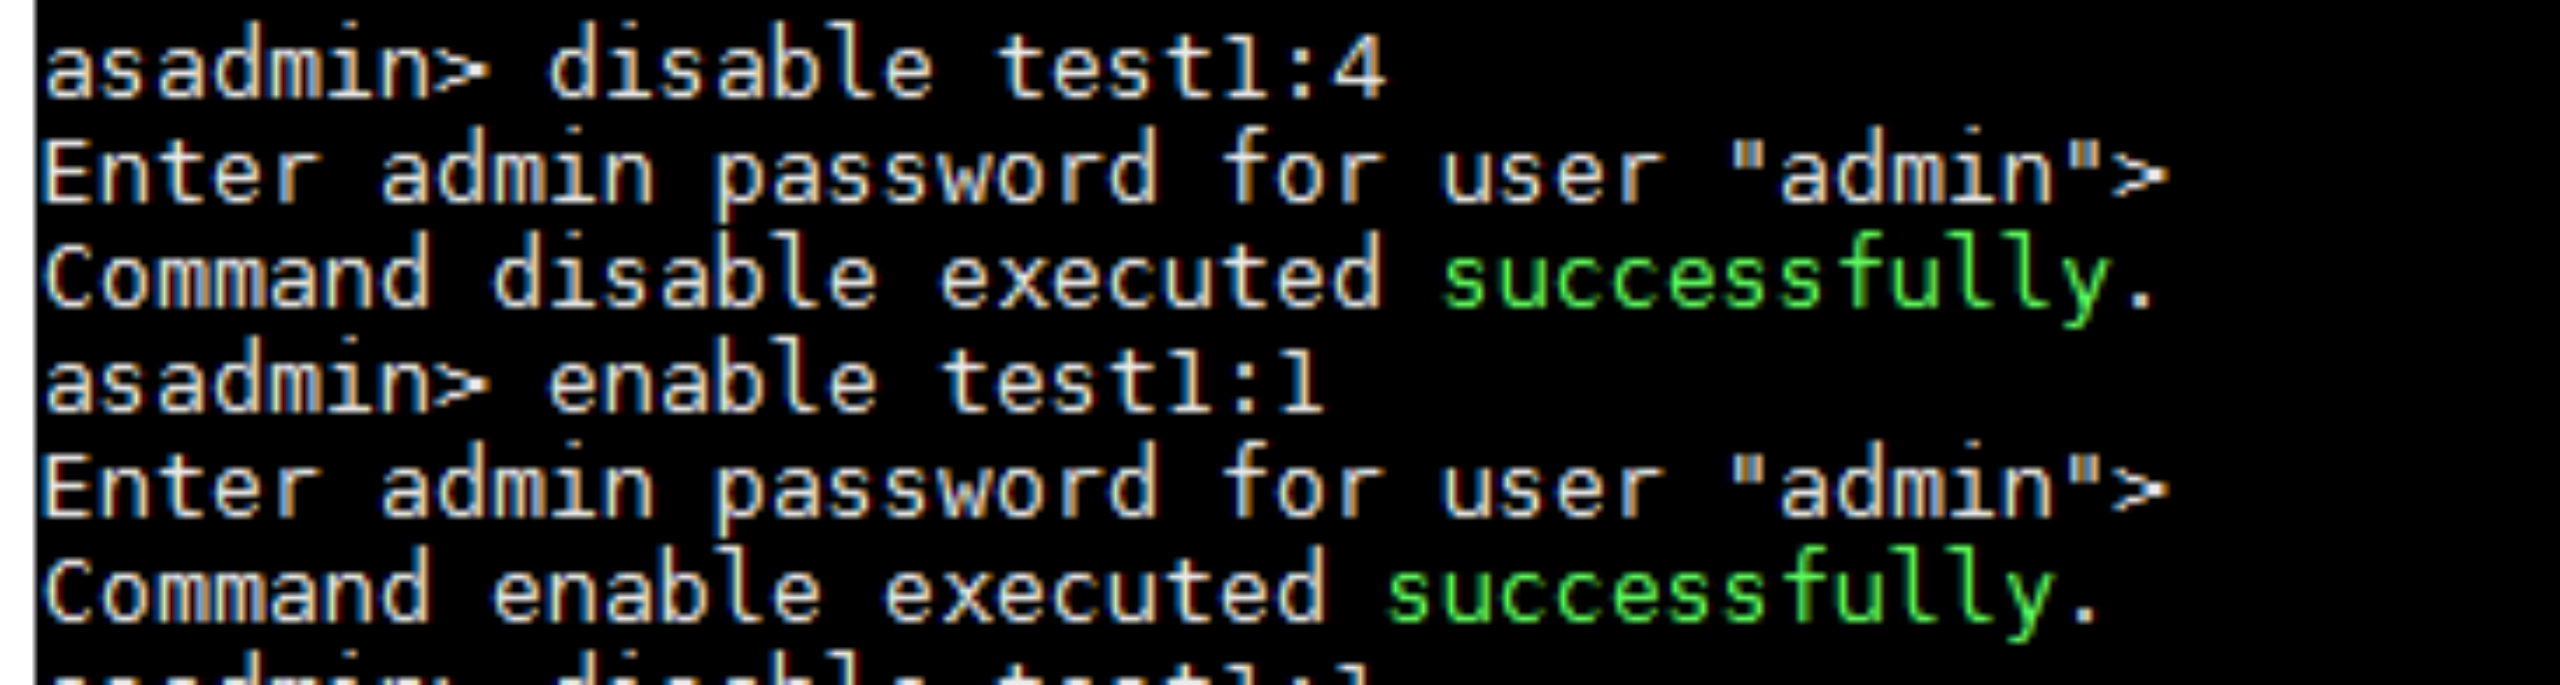 asadmin> disable test1:4
Enter admin password for user "admin">
Command disable executed successfully.
asadmin> enable test1:1
Enter admin password for user "admin">
Command enable executed successfully.